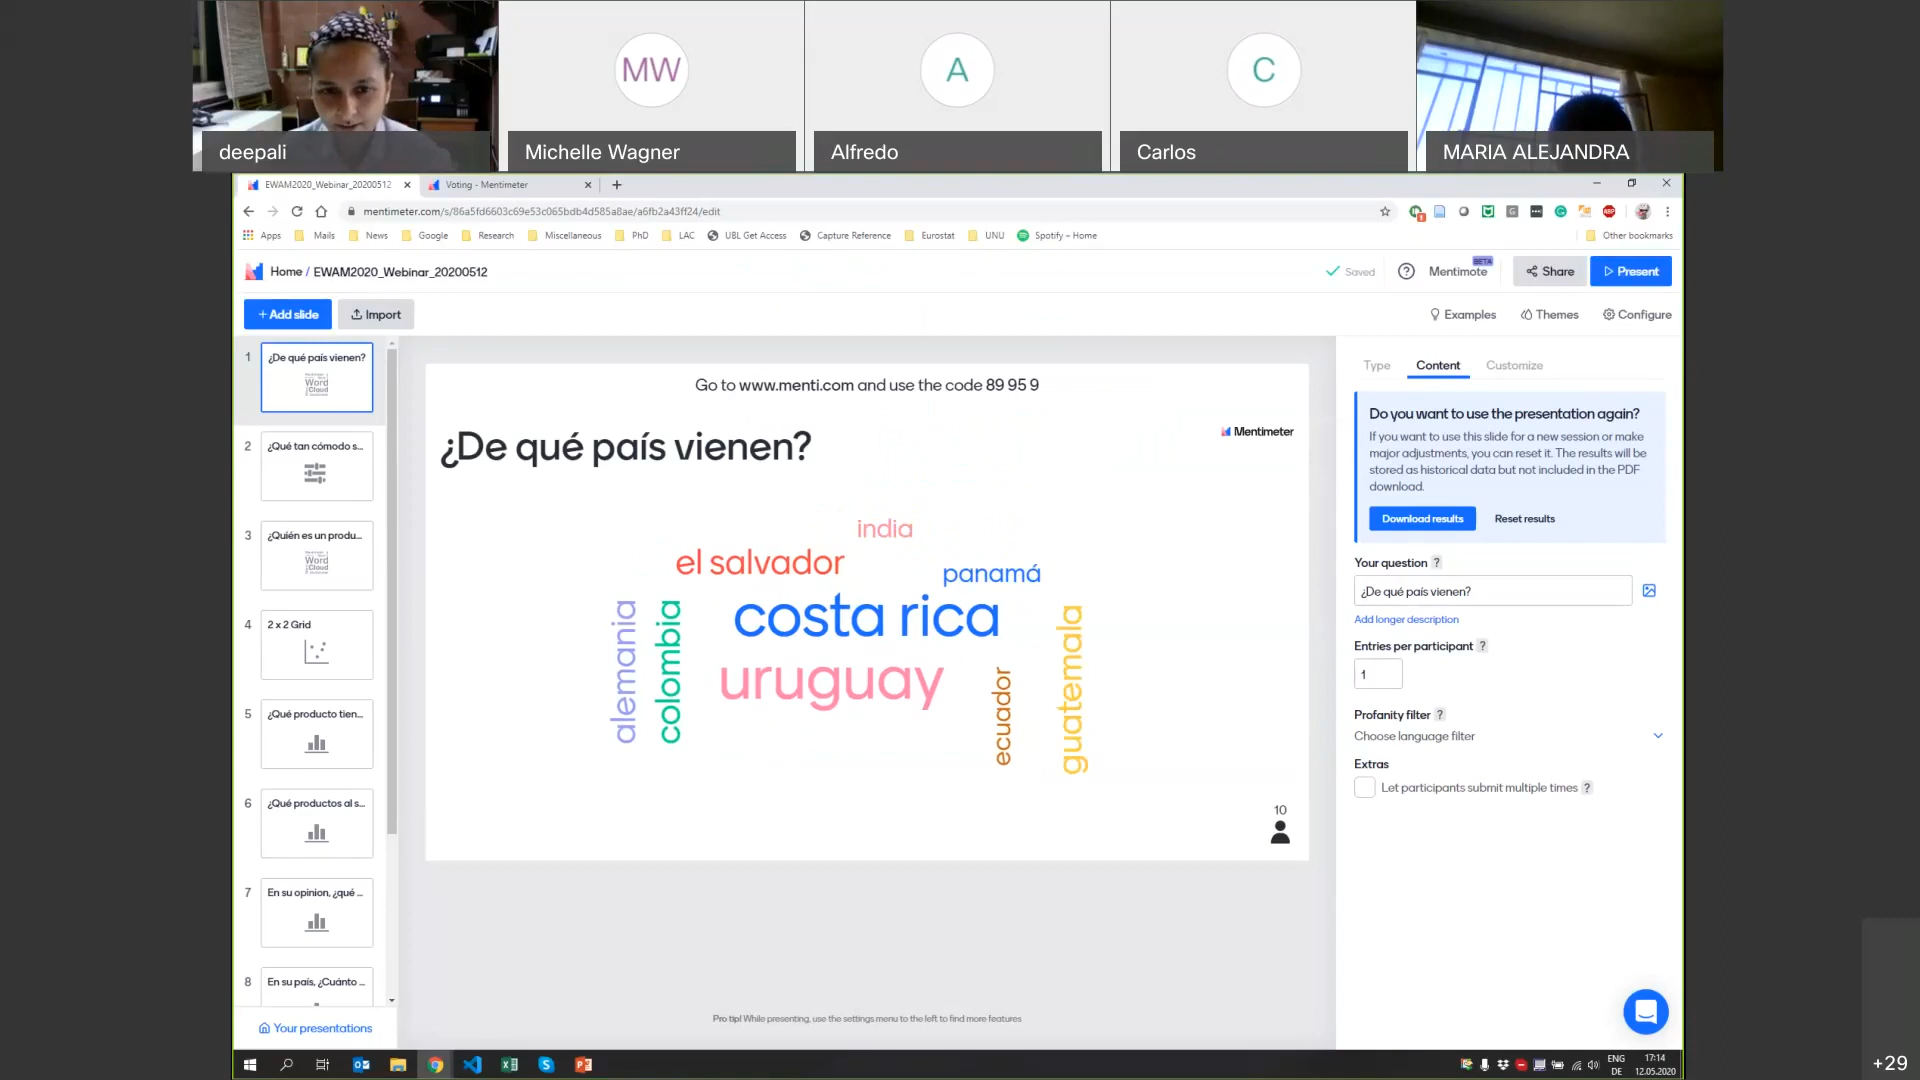 deepali
MW
Michelle Wagner
A
Alfredo
C
Carlos
MARIA ALEJANDRA
EWAM2020_Webinar_20200512
Voting - Mentimeter
mentimeter.com/s/86a5fd6603c69e53c065bdb4d585a8ae/a6fb2a43ff24/edit
Apps
Mails
News
Google
Research
Miscellaneous
PhD
LAC
UBL Get Access
Capture Reference
Eurostat
UNU
Spotify – Home
Other bookmarks
Home / EWAM2020_Webinar_20200512
Saved
Mentimote
BETA
Share
Present
+ Add slide
Import
Examples
Themes
Configure
1
¿De qué país vienen?
Word
Cloud
2
¿Qué tan cómodo s...
3
¿Quién es un produ...
Word
Cloud
4
2 x 2 Grid
5
¿Qué producto tien...
6
¿Qué productos al s...
7
En su opinion, ¿qué ...
8
En su país, ¿Cuánto ...
Your presentations
Go to www.menti.com and use the code 89 95 9
¿De qué país vienen?
Mentimeter
india
el salvador
panamá
costa rica
uruguay
alemania
colombia
ecuador
guatemala
10
Pro tip! While presenting, use the settings menu to the left to find more features
Type
Content
Customize
Do you want to use the presentation again?
If you want to use this slide for a new session or make
major adjustments, you can reset it. The results will be
stored as historical data but not included in the PDF
download.
Download results
Reset results
Your question ?
¿De qué país vienen?
Add longer description
Entries per participant ?
1
Profanity filter ?
Choose language filter
Extras
Let participants submit multiple times ?
ENG
DE
17:14
12.05.2020
+29